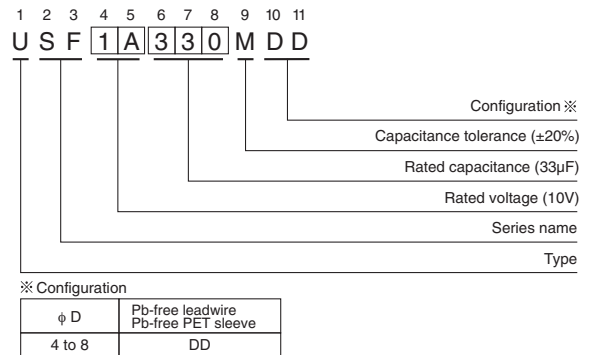 1 2 3 4 5 6 7 8 9 10 11
U S F 1 A 3 3 0 M D D
Configuration ※
Capacitance tolerance (±20%)
Rated capacitance (33µF)
Rated voltage (10V)
Series name
Type
※ Configuration
ϕ D
Pb-free leadwire
Pb-free PET sleeve
4 to 8
DD